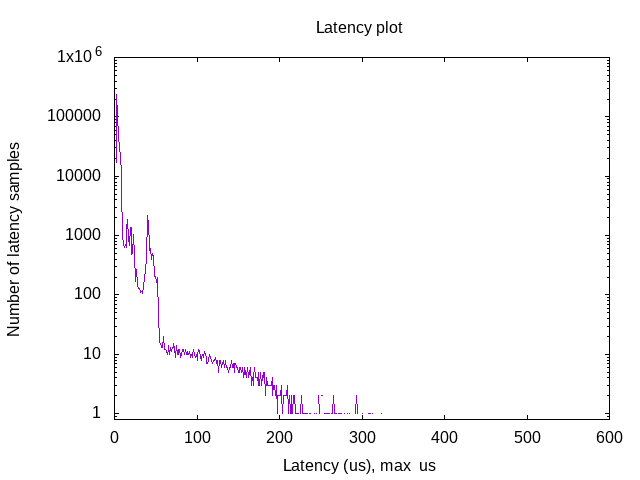 Latency plot
1x10^6
100000
10000
1000
100
10
1
Number of latency samples
0 100 200 300 400 500 600
Latency (us), max us